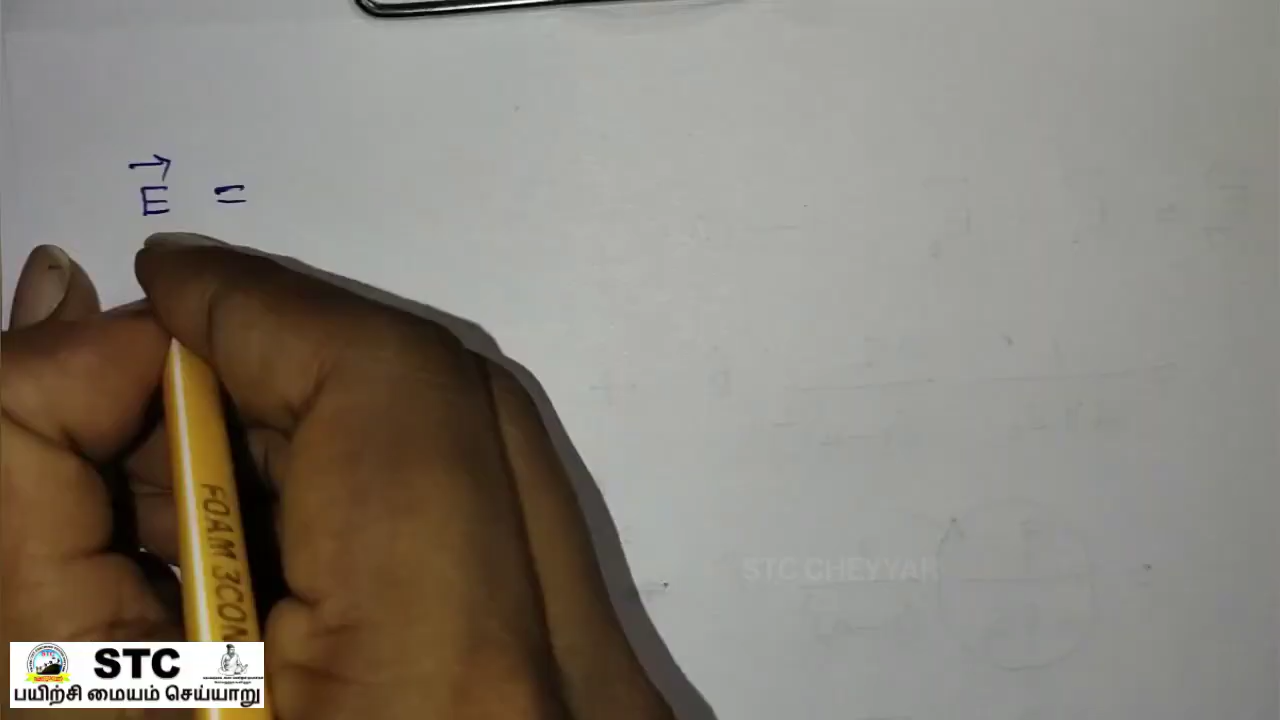 E⃗ =
FOAM 3CON
STC CHEYYAR
STC
பயிற்சி மையம் செய்யாறு